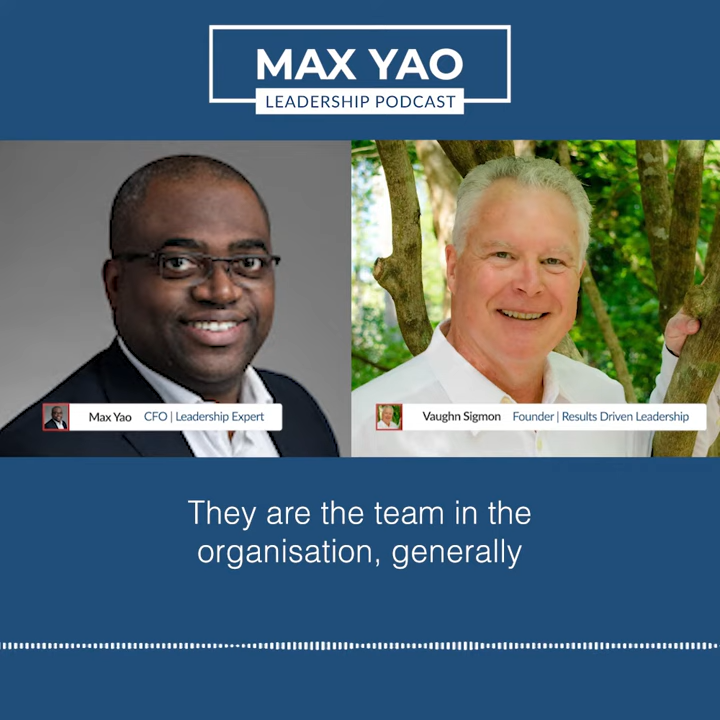 MAX YAO
LEADERSHIP PODCAST
Max Yao CFO | Leadership Expert
Vaughn Sigmon Founder | Results Driven Leadership
They are the team in the
organisation, generally